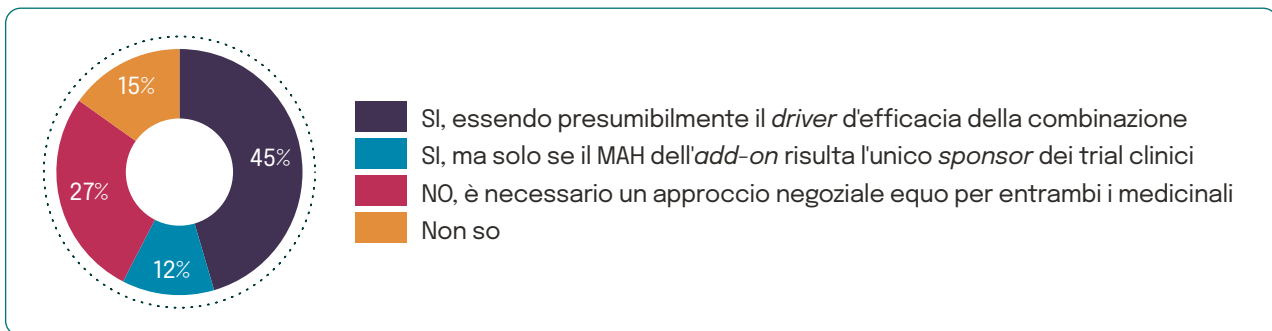 15%
45%
27%
12%
SI, essendo presumibilmente il driver d'efficacia della combinazione
SI, ma solo se il MAH dell'add-on risulta l'unico sponsor dei trial clinici
NO, è necessario un approccio negoziale equo per entrambi i medicinali
Non so